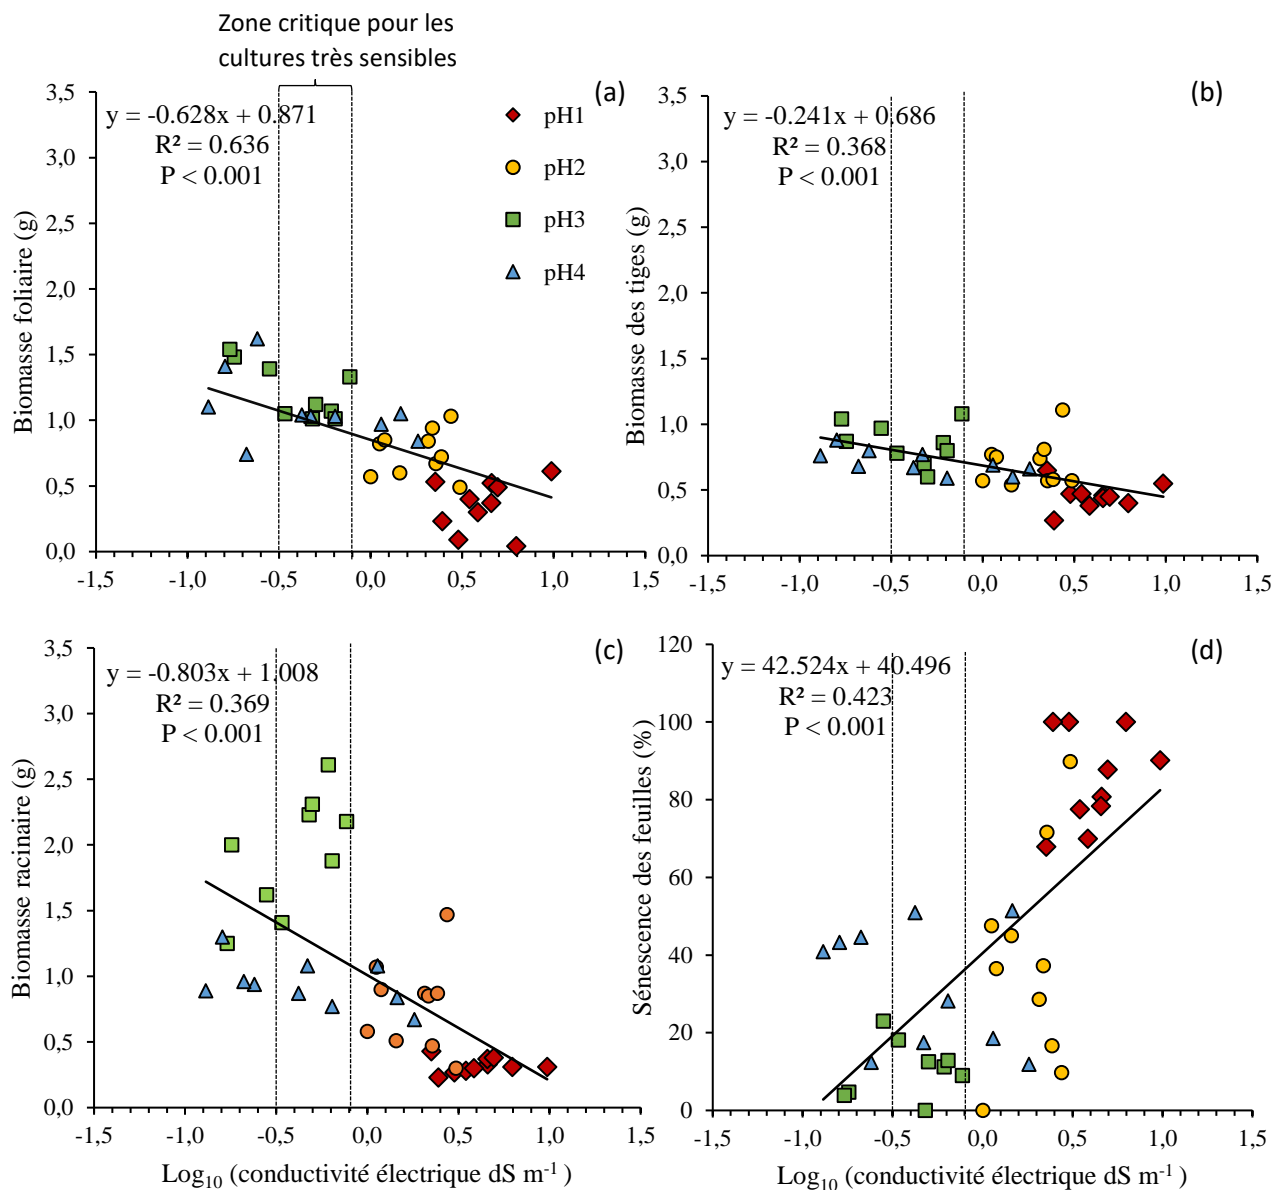 Zone critique pour les
cultures très sensibles
(a)
y = -0.628x + 0.871
R² = 0.636
P < 0.001
pH1
pH2
pH3
pH4
Biomasse foliaire (g)
3,5
3,0
2,5
2,0
1,5
1,0
0,5
0,0
-1,5 -1,0 -0,5 0,0 0,5 1,0 1,5
(b)
y = -0.241x + 0.686
R² = 0.368
P < 0.001
Biomasse des tiges (g)
3,5
3,0
2,5
2,0
1,5
1,0
0,5
0,0
-1,5 -1,0 -0,5 0,0 0,5 1,0 1,5
(c)
y = -0.803x + 1.008
R² = 0.369
P < 0.001
Biomasse racinaire (g)
3,5
3,0
2,5
2,0
1,5
1,0
0,5
0,0
-1,5 -1,0 -0,5 0,0 0,5 1,0 1,5
Log₁₀ (conductivité électrique dS m⁻¹ )
(d)
y = 42.524x + 40.496
R² = 0.423
P < 0.001
Sénescence des feuilles (%)
120
100
80
60
40
20
0
-1,5 -1,0 -0,5 0,0 0,5 1,0 1,5
Log₁₀ (conductivité électrique dS m⁻¹ )